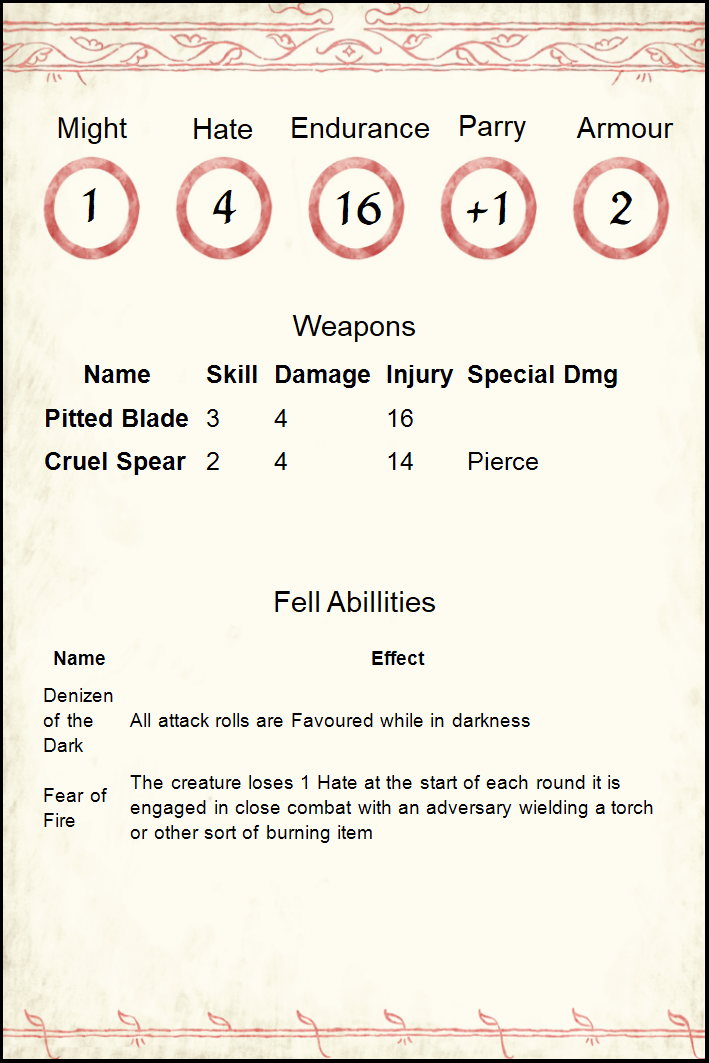 Might Hate Endurance Parry Armour
1 4 16 +1 2
Weapons
Name Skill Damage Injury Special Dmg
Pitted Blade 3 4 16
Cruel Spear 2 4 14 Pierce
Fell Abillities
Name Effect
Denizen
of the
Dark
All attack rolls are Favoured while in darkness
Fear of
Fire
The creature loses 1 Hate at the start of each round it is
engaged in close combat with an adversary wielding a torch
or other sort of burning item